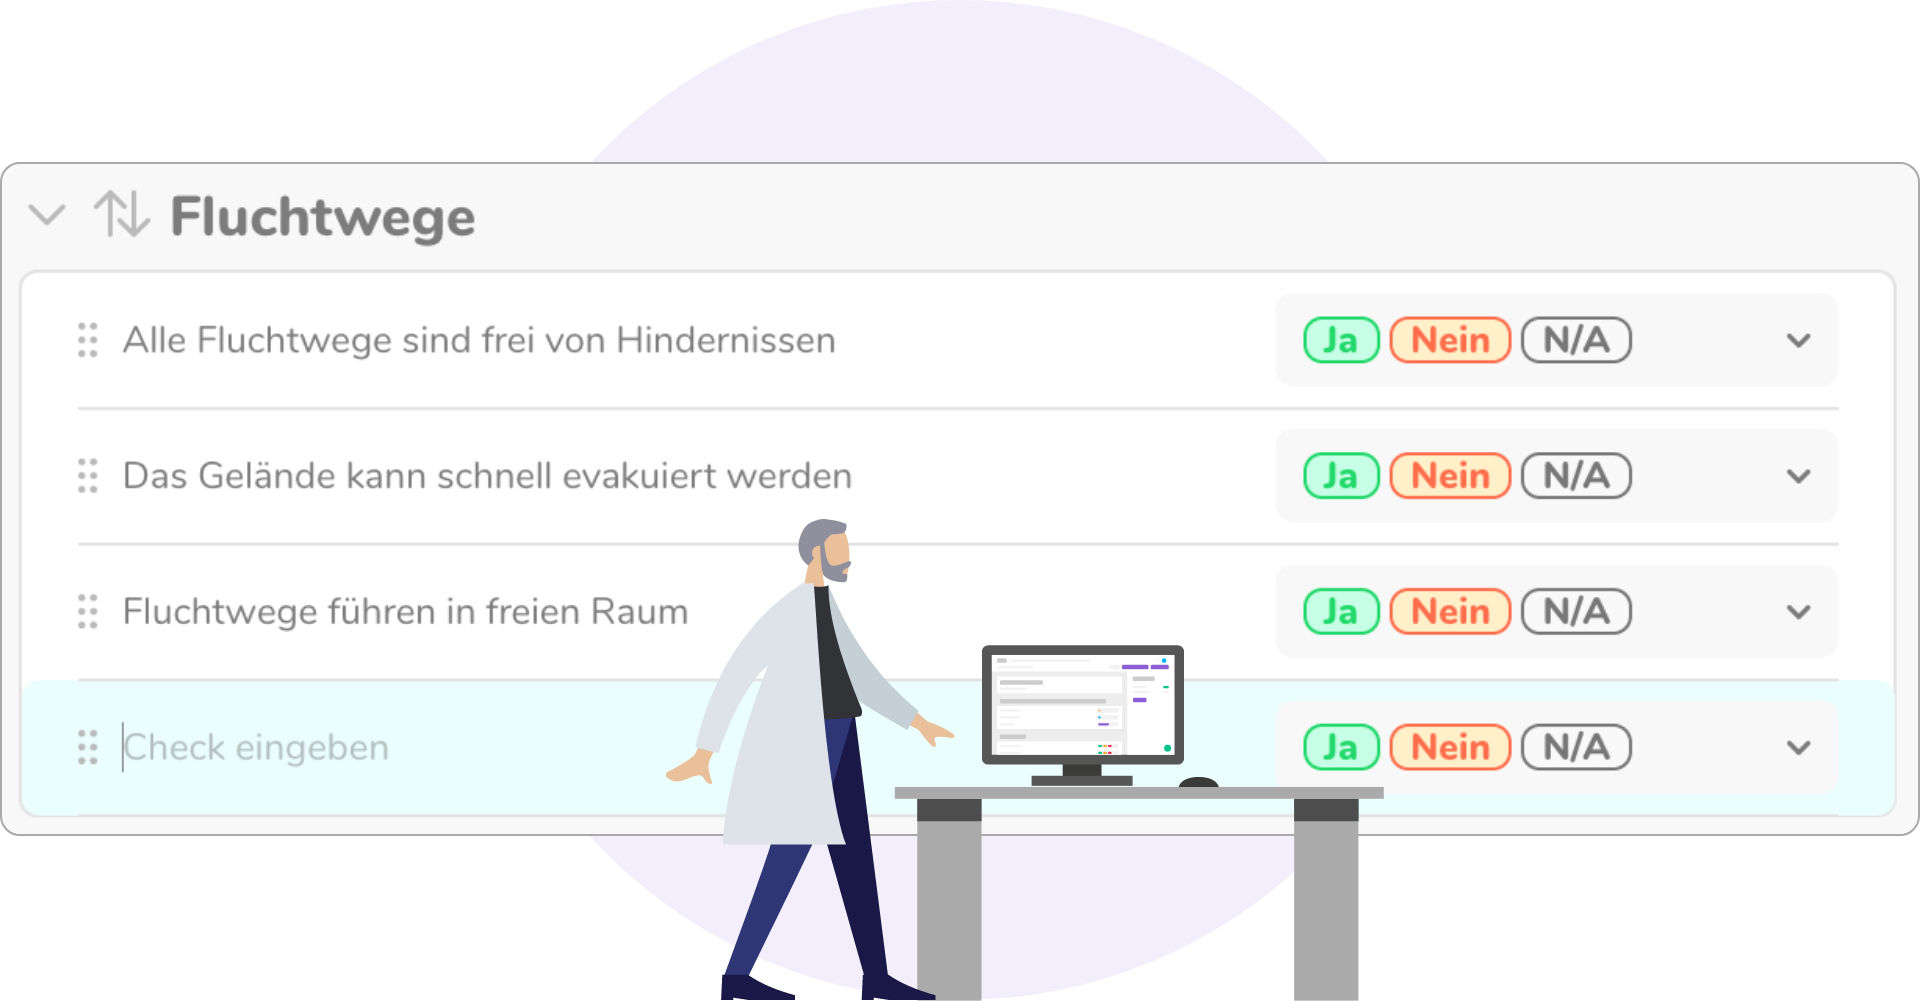 Fluchtwege
Alle Fluchtwege sind frei von Hindernissen Ja Nein N/A
Das Gelände kann schnell evakuiert werden Ja Nein N/A
Fluchtwege führen in freien Raum Ja Nein N/A
Check eingeben Ja Nein N/A